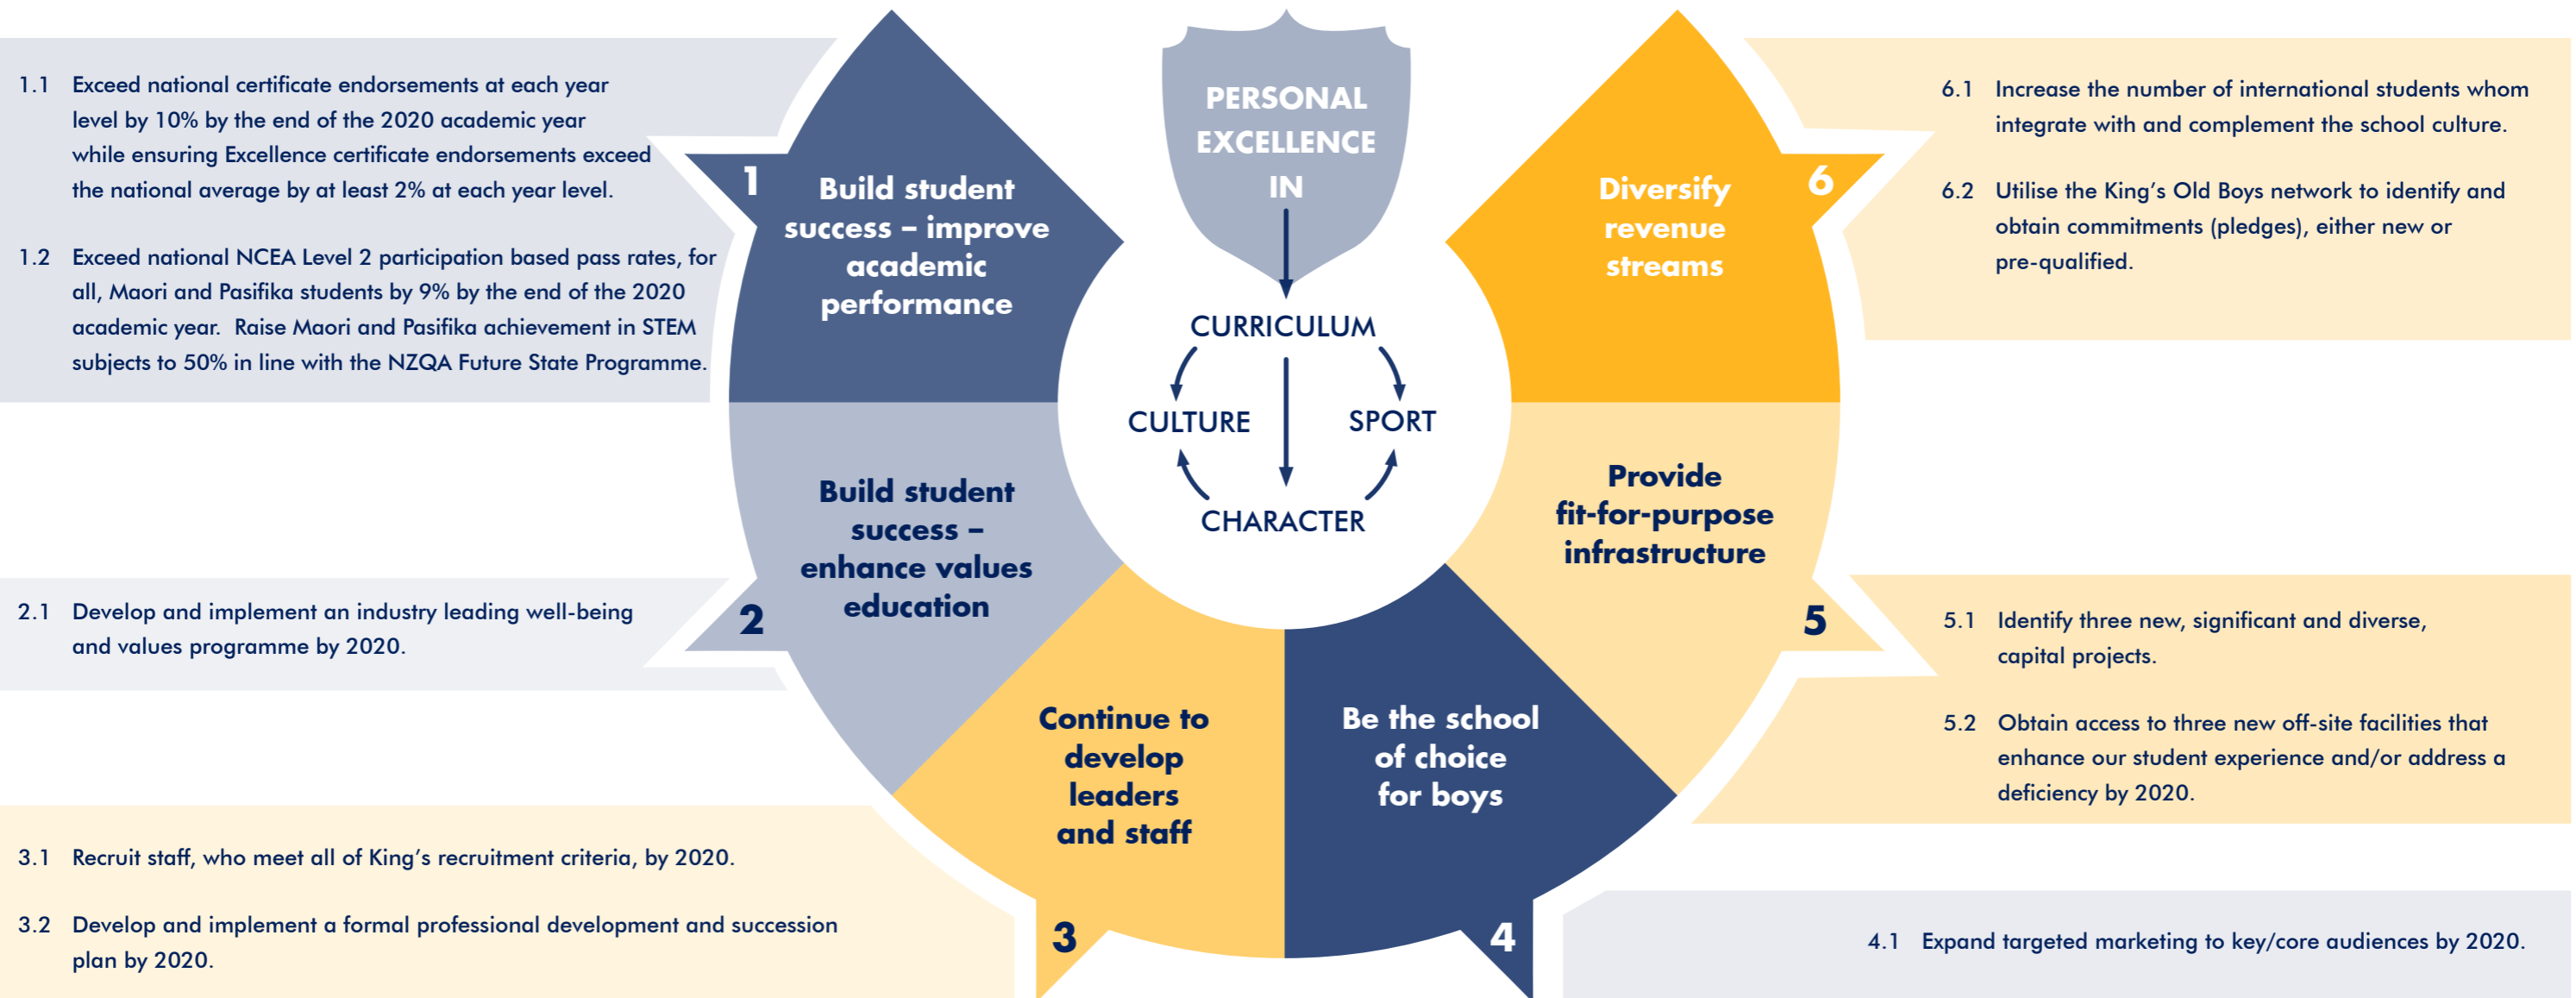 1.1 Exceed national certificate endorsements at each year
level by 10% by the end of the 2020 academic year
while ensuring Excellence certificate endorsements exceed
the national average by at least 2% at each year level.
1.2 Exceed national NCEA Level 2 participation based pass rates, for
all, Maori and Pasifika students by 9% by the end of the 2020
academic year. Raise Maori and Pasifika achievement in STEM
subjects to 50% in line with the NZQA Future State Programme.
1
Build student
success – improve
academic
performance
2.1 Develop and implement an industry leading well-being
and values programme by 2020.
2
Build student
success –
enhance values
education
3.1 Recruit staff, who meet all of King's recruitment criteria, by 2020.
3.2 Develop and implement a formal professional development and succession
plan by 2020.
3
Continue to
develop
leaders
and staff
PERSONAL
EXCELLENCE
IN
CURRICULUM
CULTURE
SPORT
CHARACTER
4
Be the school
of choice
for boys
4.1 Expand targeted marketing to key/core audiences by 2020.
5
Provide
fit-for-purpose
infrastructure
5.1 Identify three new, significant and diverse,
capital projects.
5.2 Obtain access to three new off-site facilities that
enhance our student experience and/or address a
deficiency by 2020.
6
Diversify
revenue
streams
6.1 Increase the number of international students whom
integrate with and complement the school culture.
6.2 Utilise the King's Old Boys network to identify and
obtain commitments (pledges), either new or
pre-qualified.